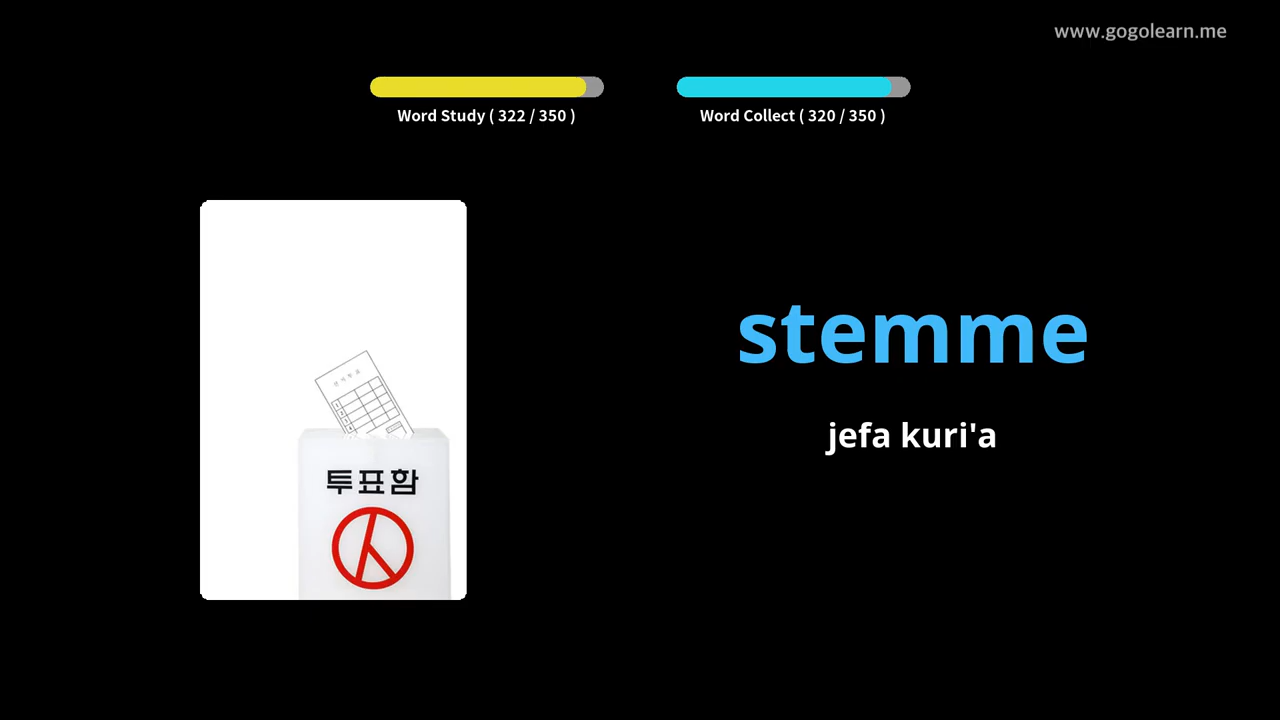 www.gogolearn.me
Word Study ( 322 / 350 )
Word Collect ( 320 / 350 )
stemme
jefa kuri'a
투표함